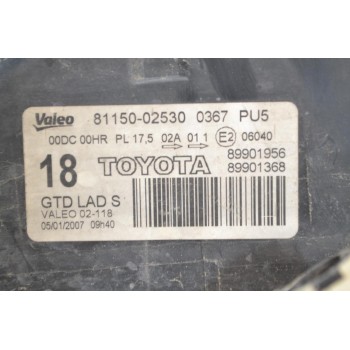 Valeo 81150-02530 0367 PU5
00DC 00HR PL 17,5 02A 01 1 E2 06040
18 TOYOTA 89901956
89901368
GTD LAD S
VALEO 02-118
05/01/2007 09h40